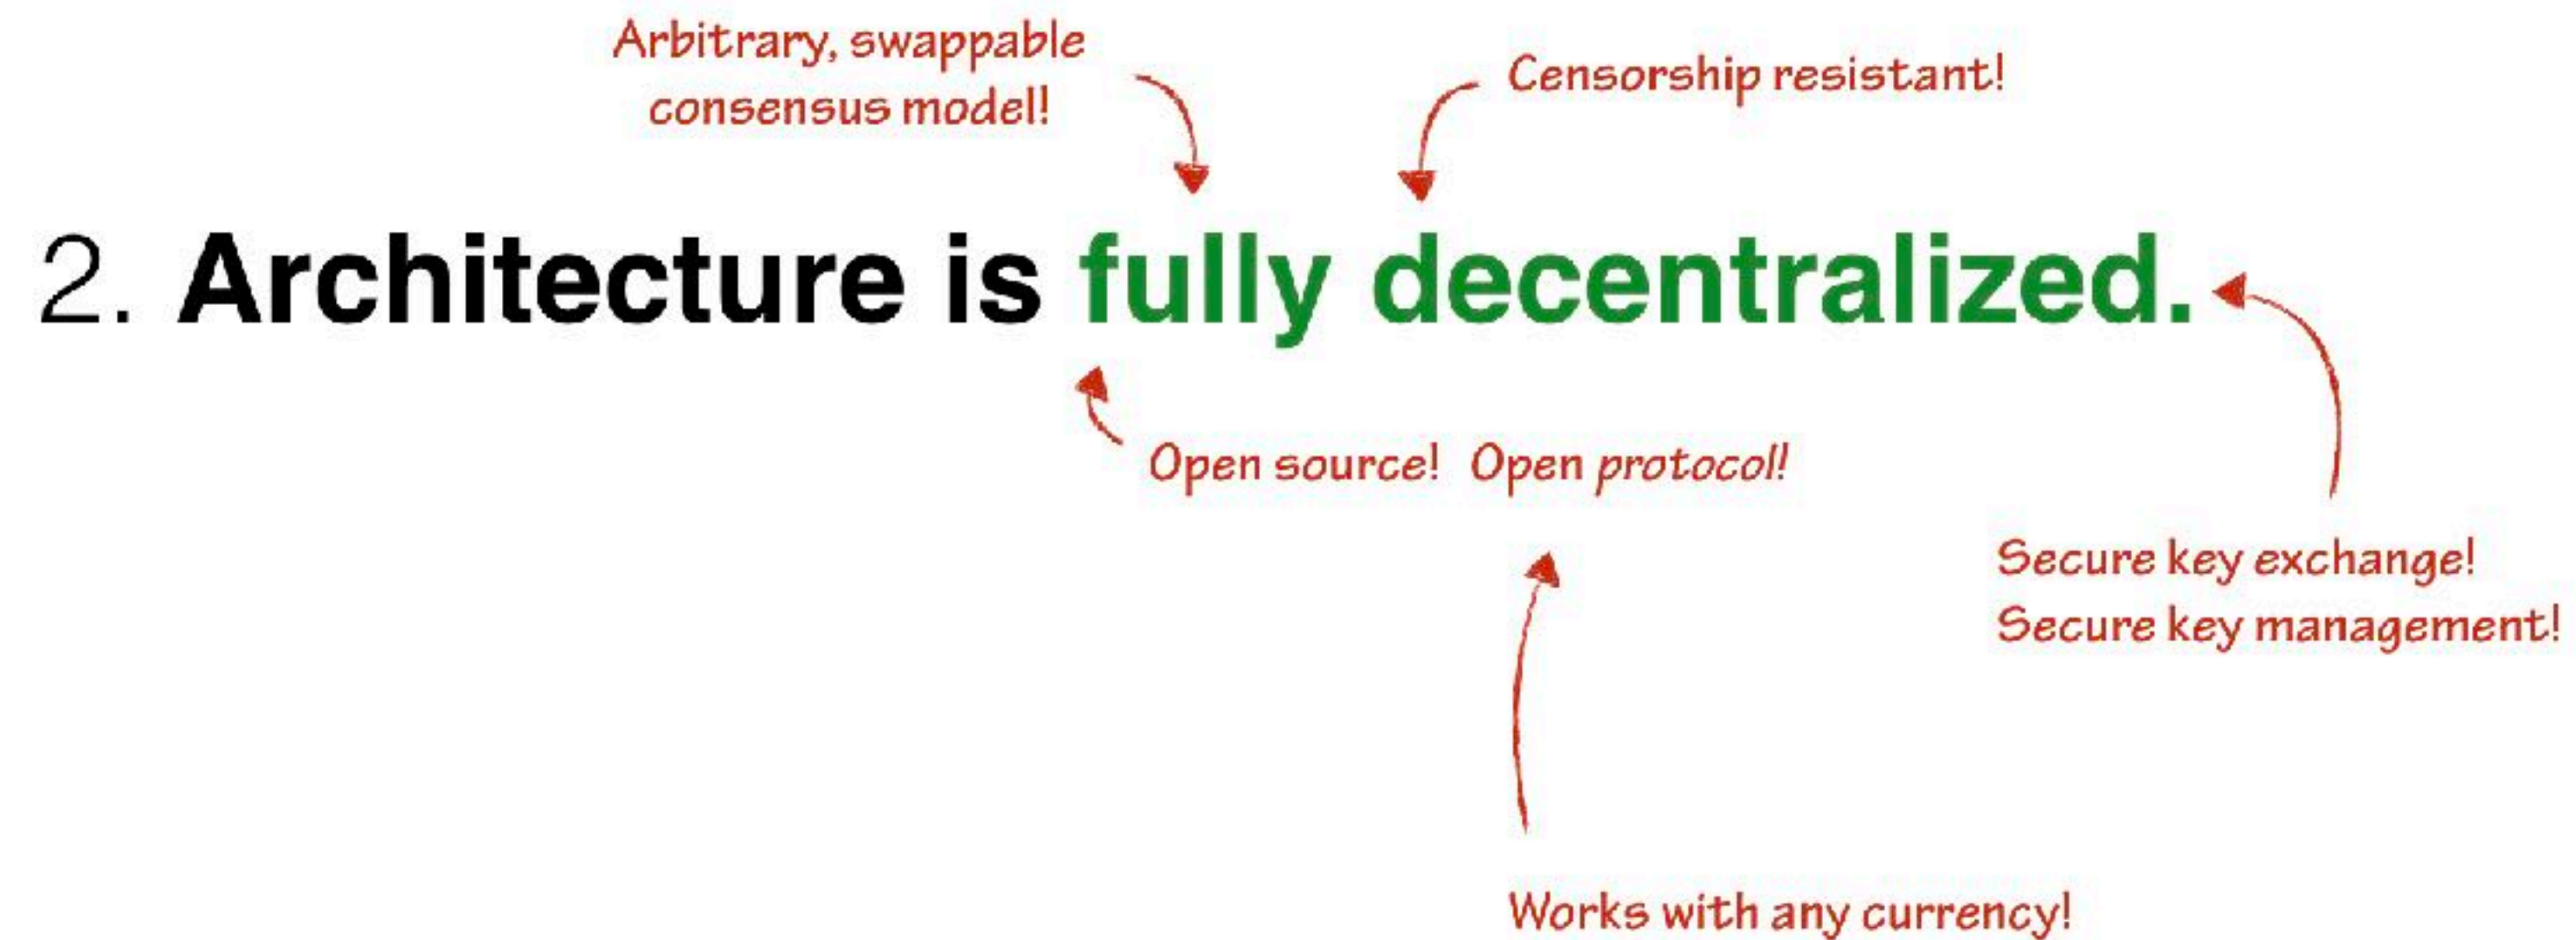 Arbitrary, swappable
consensus model!
Censorship resistant!
2. Architecture is fully decentralized.
Open source! Open protocol!
Secure key exchange!
Secure key management!
Works with any currency!